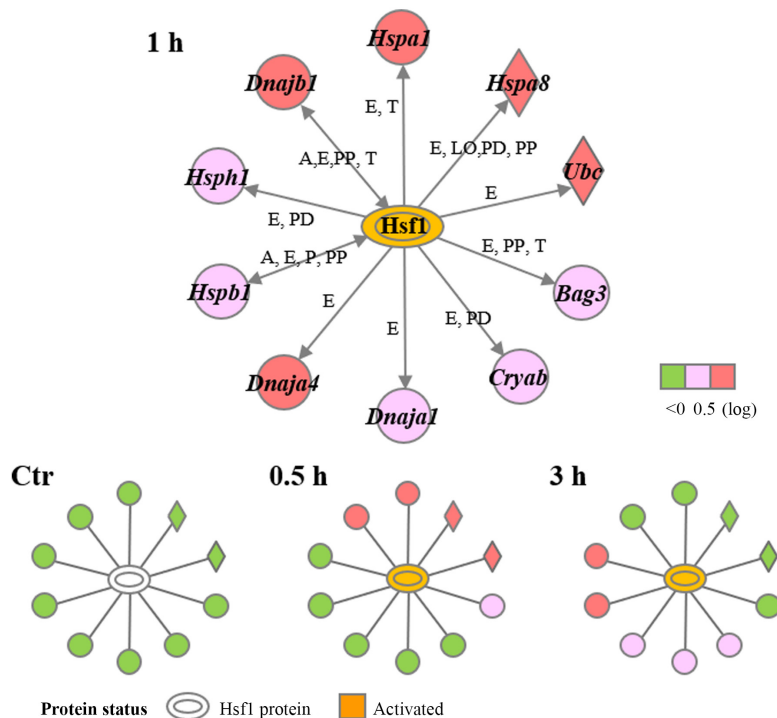 1 h
Hspa1
Dnajb1
Hspa8
E, T
A,E,PP, T
E, LO,PD, PP
Ubc
Hsph1
E
E, PD
Hsf1
A, E, P, PP
E, PP, T
Hspb1
Bag3
E
E
E, PD
Dnaja4
Cryab
Dnaja1
<0 0.5 (log)
Ctr
0.5 h
3 h
Protein status Hsf1 protein Activated